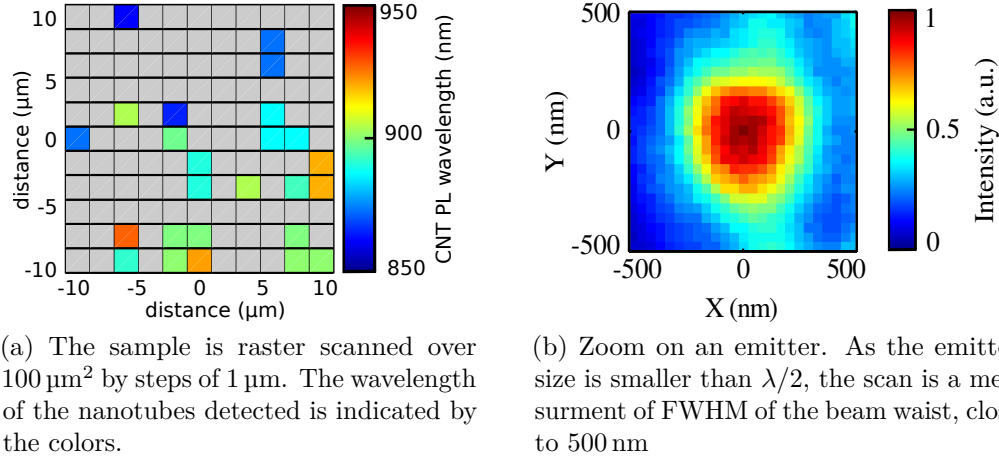 10
5
0
-5
-10
distance (μm)
-10
-5
0
5
10
distance (μm)
950
900
850
CNT PL wavelength (nm)
500
0
-500
Y (nm)
-500
0
500
X (nm)
1
0.5
0
Intensity (a.u.)
(a) The sample is raster scanned over
100 μm² by steps of 1 μm. The wavelength
of the nanotubes detected is indicated by
the colors.
(b) Zoom on an emitter. As the emitte
size is smaller than λ/2, the scan is a me
surment of FWHM of the beam waist, clos
to 500 nm